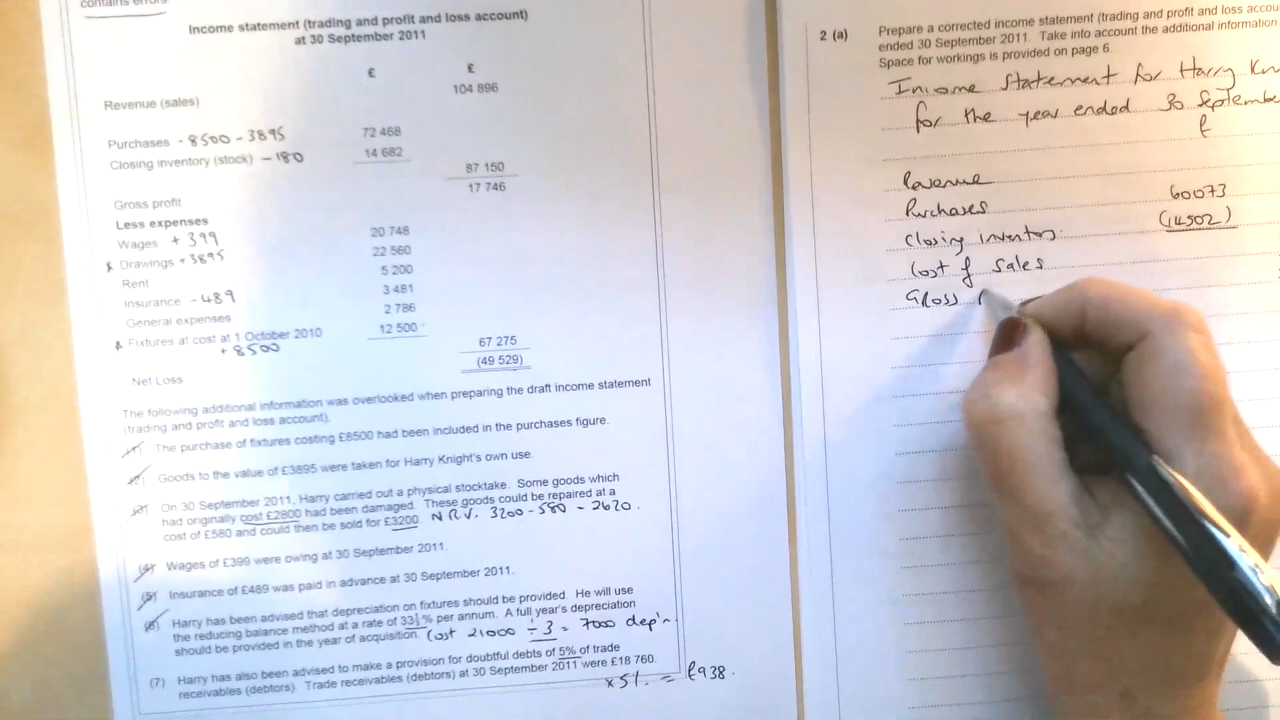 contains errors
Income statement (trading and profit and loss account)
at 30 September 2011
£ £
Revenue (sales) 104 896
Purchases - 8500 - 3895 72 468
Closing inventory (stock) - 180 14 682
87 150
Gross profit 17 746
Less expenses
Wages + 399 20 748
Drawings + 3895 22 560
Rent 5 200
Insurance - 489 3 481
General expenses 2 786
Fixtures at cost at 1 October 2010 12 500
+ 8500
67 275
Net Loss (49 529)
The following additional information was overlooked when preparing the draft income statement
(trading and profit and loss account).
(1) The purchase of fixtures costing £8500 had been included in the purchases figure.
(2) Goods to the value of £3895 were taken for Harry Knight's own use.
(3) On 30 September 2011, Harry carried out a physical stocktake. Some goods which
had originally cost £2800 had been damaged. These goods could be repaired at a
cost of £580 and could then be sold for £3200. N.R.V. 3200 - 580 = 2620.
(4) Wages of £399 were owing at 30 September 2011.
(5) Insurance of £489 was paid in advance at 30 September 2011.
(6) Harry has been advised that depreciation on fixtures should be provided. He will use
the reducing balance method at a rate of 33⅓% per annum. A full year's depreciation
should be provided in the year of acquisition. Cost 21000 ÷ 3 = 7000 dep'n.
(7) Harry has also been advised to make a provision for doubtful debts of 5% of trade
receivables (debtors). Trade receivables (debtors) at 30 September 2011 were £18 760.
x 5% = £938.
2 (a) Prepare a corrected income statement (trading and profit and loss accou
ended 30 September 2011. Take into account the additional information
Space for workings is provided on page 6.
Income Statement for Harry Kn
for the year ended 30 Septembe
£
Revenue
Purchases 60073
Closing inventory. (14502)
Cost of sales
Gross